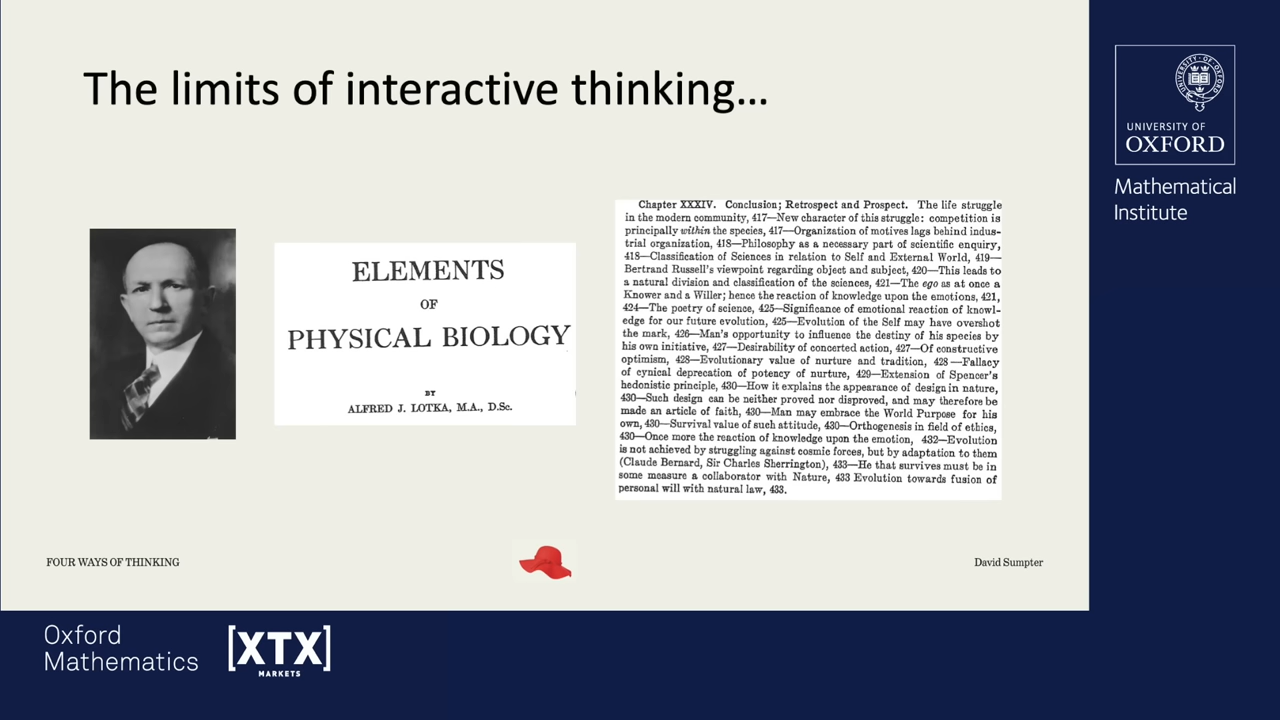 The limits of interactive thinking...
ELEMENTS
OF
PHYSICAL BIOLOGY
BY
ALFRED J. LOTKA, M.A., D.Sc.
Chapter XXXIV. Conclusion; Retrospect and Prospect. The life struggle
in the modern community, 417—New character of this struggle: competition is
principally within the species, 417—Organization of motives lags behind indus-
trial organization, 418—Philosophy as a necessary part of scientific enquiry,
418—Classification of Sciences in relation to Self and External World, 419—
Bertrand Russell's viewpoint regarding object and subject, 420—This leads to
a natural division and classification of the sciences, 421—The ego as at once a
Knower and a Willer; hence the reaction of knowledge upon the emotions, 421,
424—The poetry of science, 425—Significance of emotional reaction of knowl-
edge for our future evolution, 425—Evolution of the Self may have overshot
the mark, 426—Man's opportunity to influence the destiny of his species by
his own initiative, 427—Desirability of concerted action, 427—Of constructive
optimism, 428—Evolutionary value of nurture and tradition, 428—Fallacy
of cynical deprecation of potency of nurture, 429—Extension of Spencer's
hedonistic principle, 430—How it explains the appearance of design in nature,
430—Such design can be neither proved nor disproved, and may therefore be
made an article of faith, 430—Man may embrace the World Purpose for his
own, 430—Survival value of such attitude, 430—Orthogenesis in field of ethics,
430—Once more the reaction of knowledge upon the emotion, 432—Evolution
is not achieved by struggling against cosmic forces, but by adaptation to them
(Claude Bernard, Sir Charles Sherrington), 433—He that survives must be in
some measure a collaborator with Nature, 433 Evolution towards fusion of
personal will with natural law, 433.
FOUR WAYS OF THINKING
David Sumpter
UNIVERSITY OF
OXFORD
Mathematical
Institute
Oxford
Mathematics
[XTX]
MARKETS